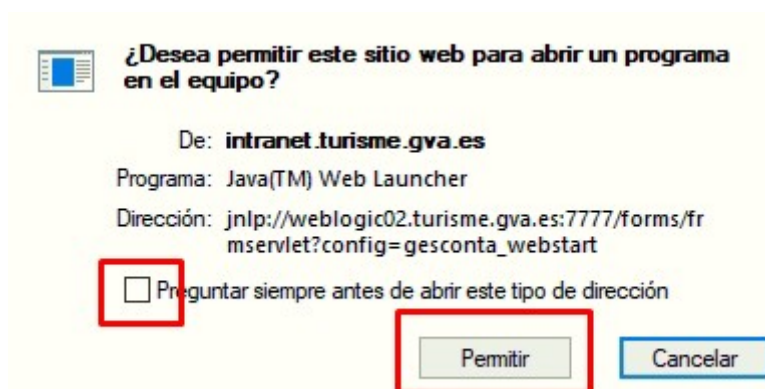 ¿Desea permitir este sitio web para abrir un programa
en el equipo?
De: intranet.turisme.gva.es
Programa: Java(TM) Web Launcher
Dirección: jnlp://weblogic02.turisme.gva.es:7777/forms/fr
mservlet?config=gesconta_webstart
Preguntar siempre antes de abrir este tipo de dirección
Permitir Cancelar